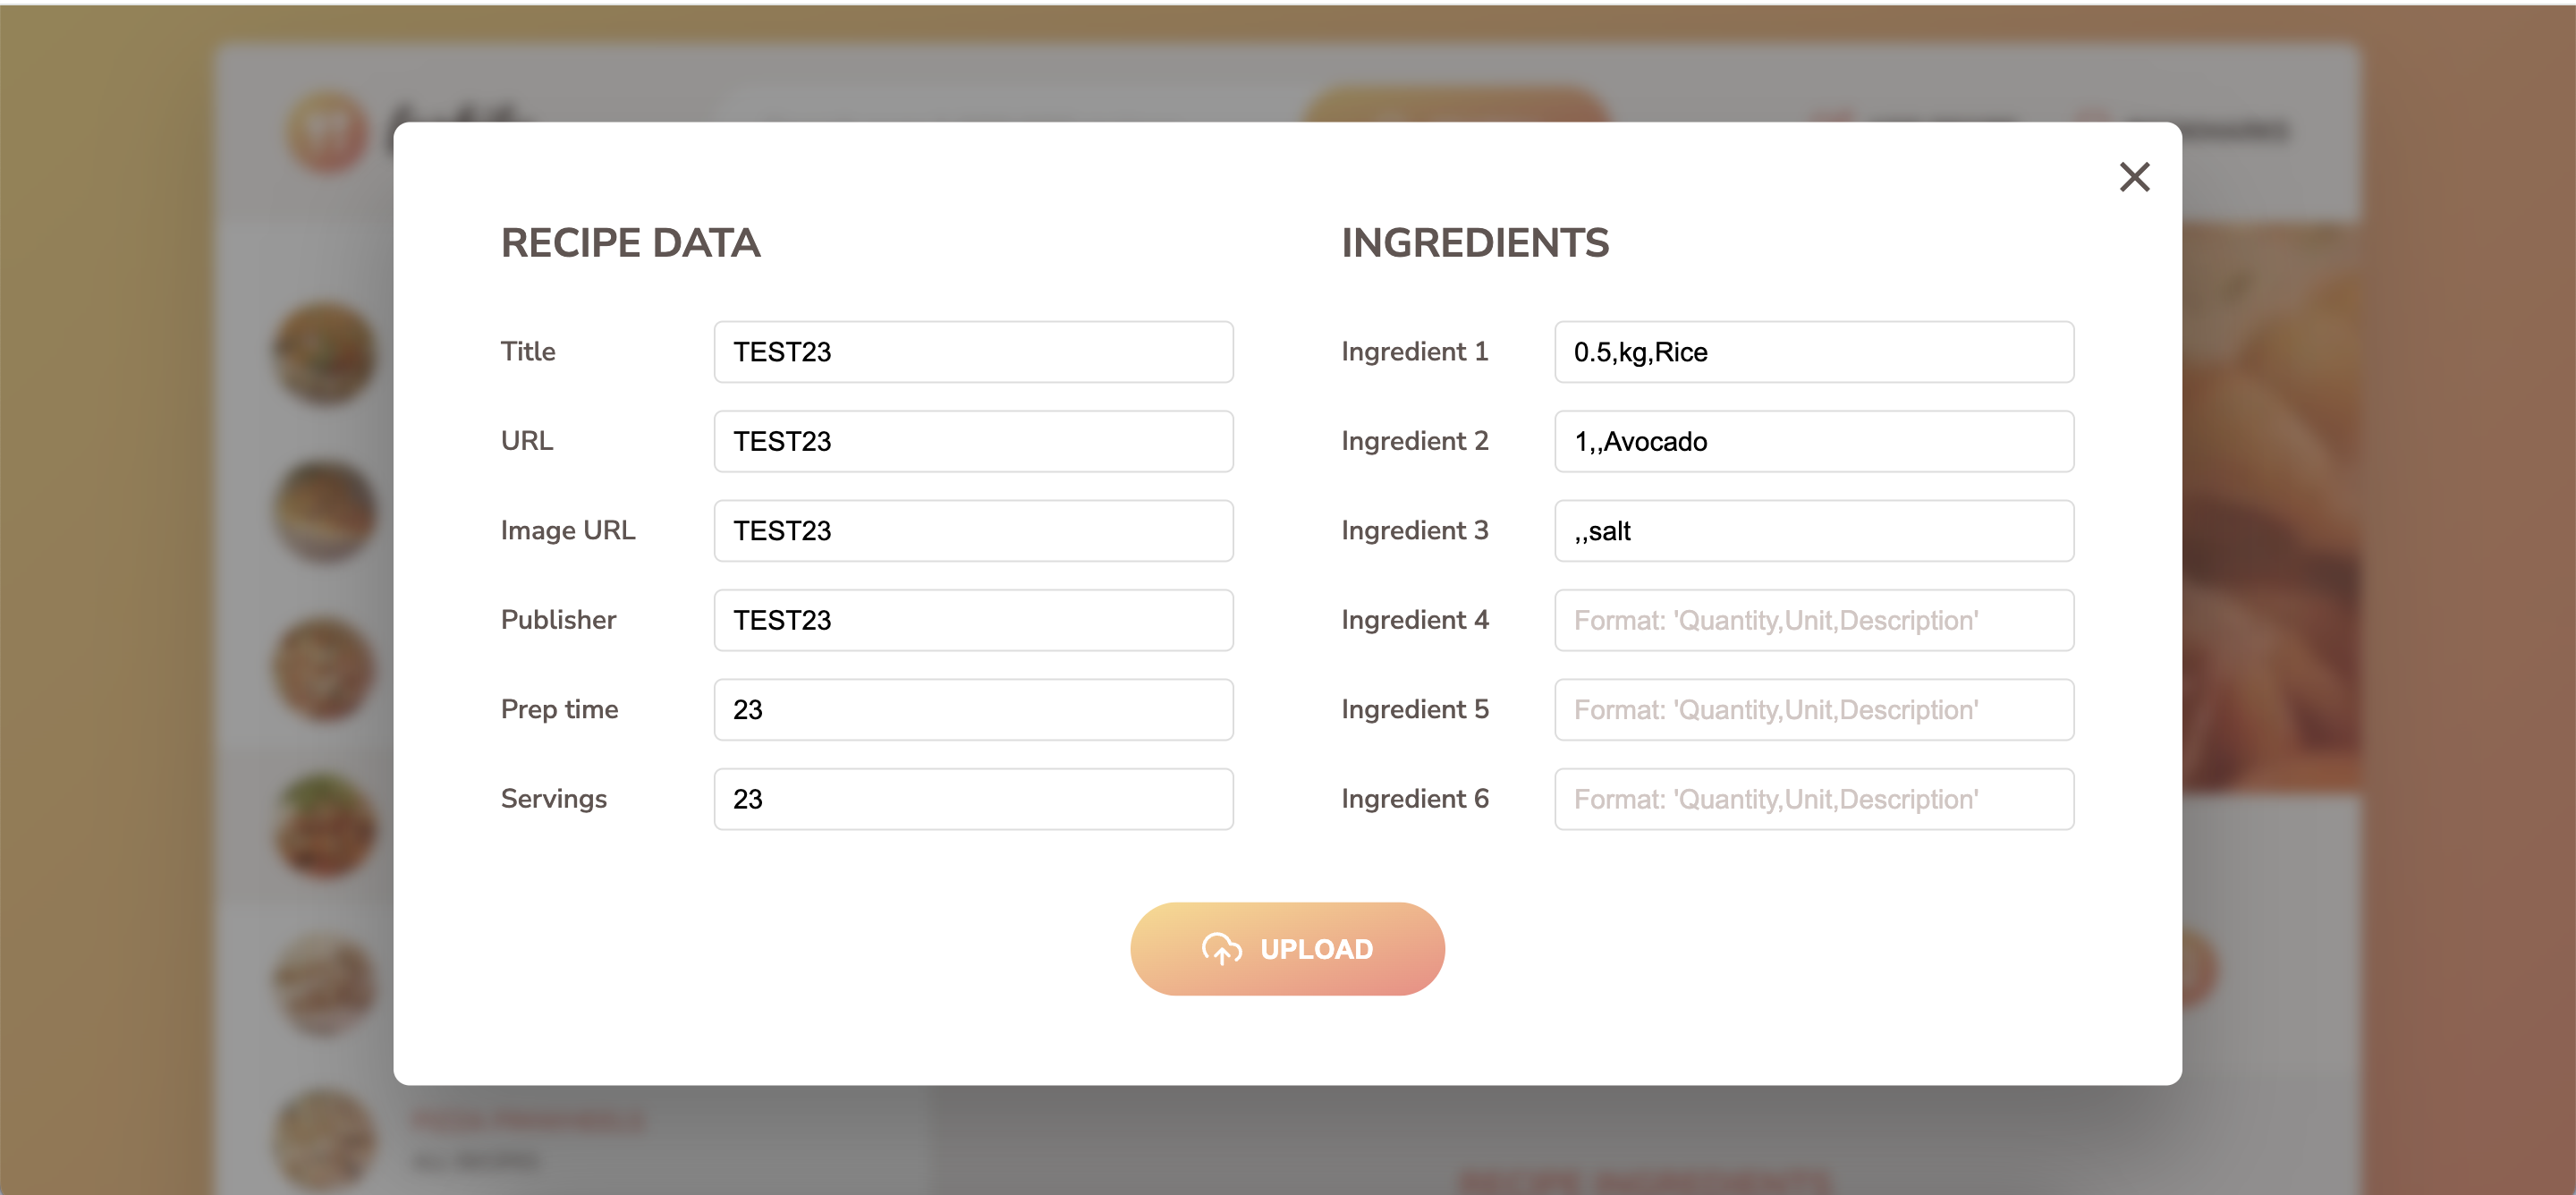 RECIPE DATA
Title
TEST23
URL
TEST23
Image URL
TEST23
Publisher
TEST23
Prep time
23
Servings
23
INGREDIENTS
Ingredient 1
0.5,kg,Rice
Ingredient 2
1,,Avocado
Ingredient 3
,,salt
Ingredient 4
Format: 'Quantity,Unit,Description'
Ingredient 5
Format: 'Quantity,Unit,Description'
Ingredient 6
Format: 'Quantity,Unit,Description'
UPLOAD
RECIPE INGREDIENTS